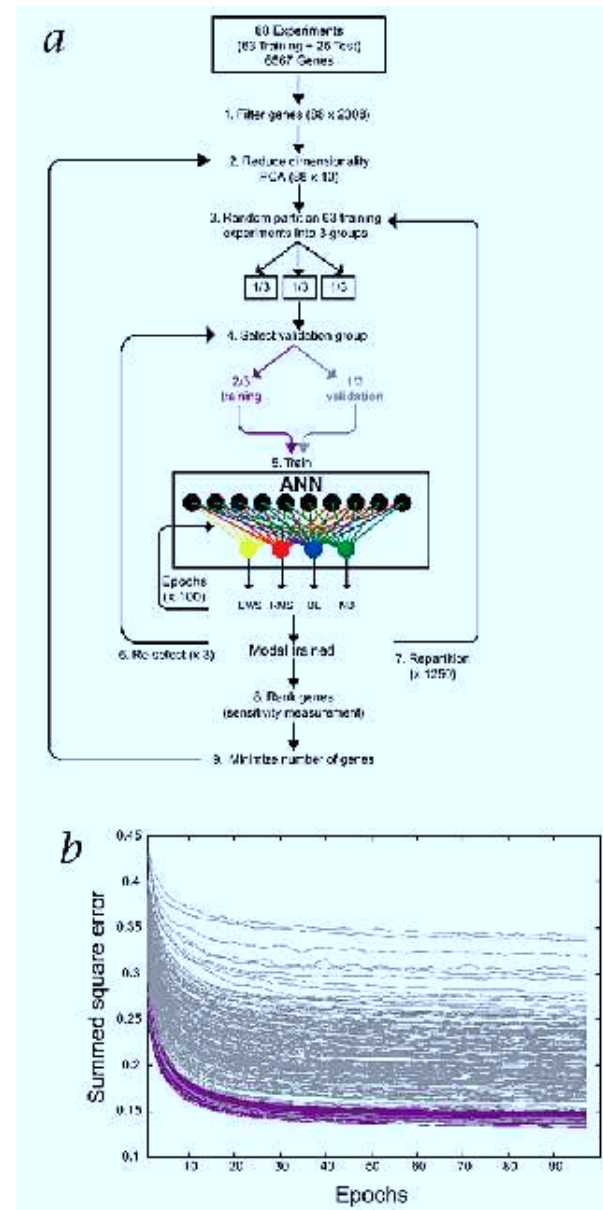 a
88 Experiments
(63 Training + 25 Test)
6567 Genes
1. Filter genes (88 x 2308)
2. Reduce dimensionality
PCA (88 x 10)
3. Random partition 63 training
experiments into 3 groups
1/3 1/3 1/3
4. Select validation group
2/3 1/3
training validation
5. Train
ANN
Epochs
(x 100)
EWS RMS BL NB
6. Re-select (x 3)
Model trained
7. Repartition
(x 1250)
8. Rank genes
(sensitivity measurement)
9. Minimize number of genes
b
0.45
0.4
0.35
0.3
0.25
0.2
0.15
0.1
Summed square error
10 20 30 40 50 60 70 80 90
Epochs